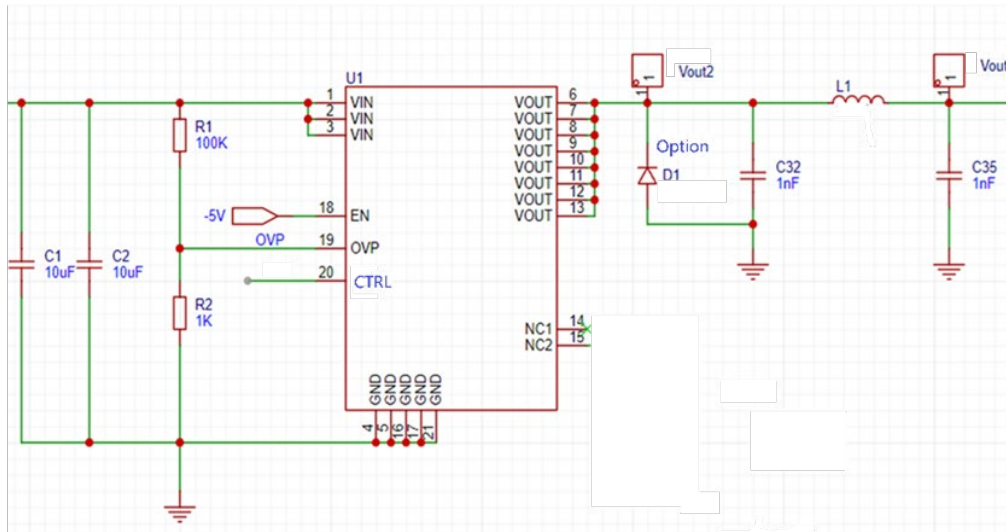 U1
Vout2
Vout
L1
1
1
1 VIN
2 VIN
3 VIN
VOUT 6
VOUT 7
VOUT 8
VOUT 9
VOUT 10
VOUT 11
VOUT 12
VOUT 13
R1
100K
Option
D1
C32
1nF
C35
1nF
-5V
18 EN
OVP
19 OVP
20 CTRL
C1
10uF
C2
10uF
R2
1K
NC1 14
NC2 15
GND GND GND GND GND
4 5 16 17 21